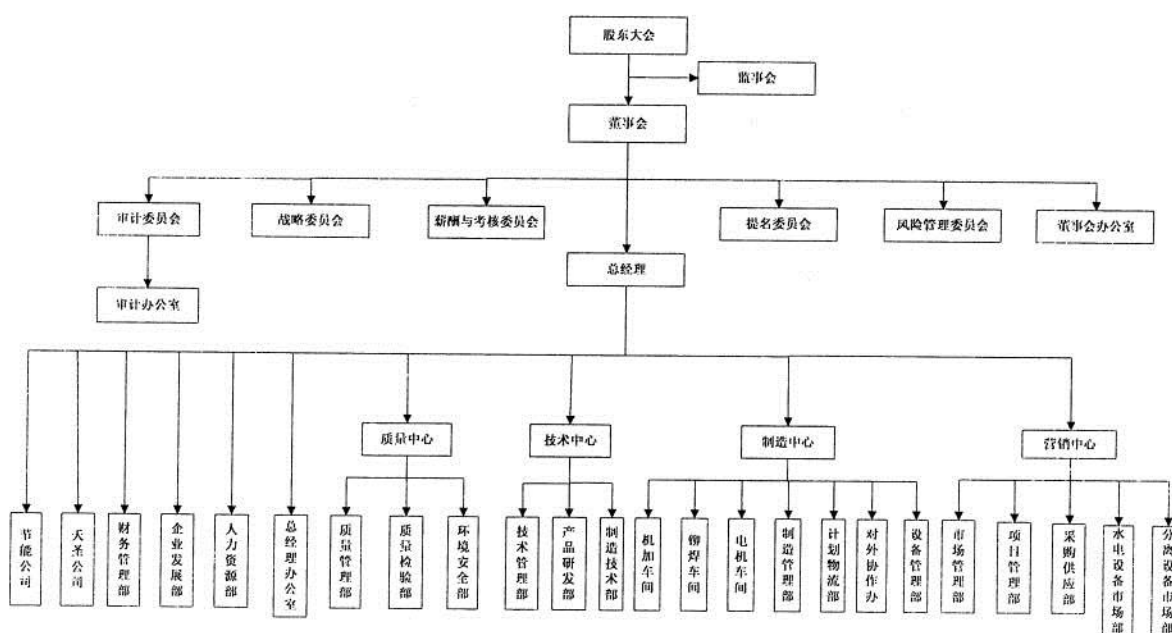 股东大会
监事会
董事会
审计委员会
战略委员会
薪酬与考核委员会
提名委员会
风险管理委员会
董事会办公室
总经理
审计办公室
质量中心
技术中心
制造中心
营销中心
节能公司
天圣公司
财务管理部
企业发展部
人力资源部
总经理办公室
质量管理部
质量检验部
环境安全部
技术管理部
产品研发部
制造技术部
机加车间
铆焊车间
电机车间
制造管理部
计划物流部
对外协作办
设备管理部
市场管理部
项目管理部
采购供应部
水电设备市场部
分离设备市场部